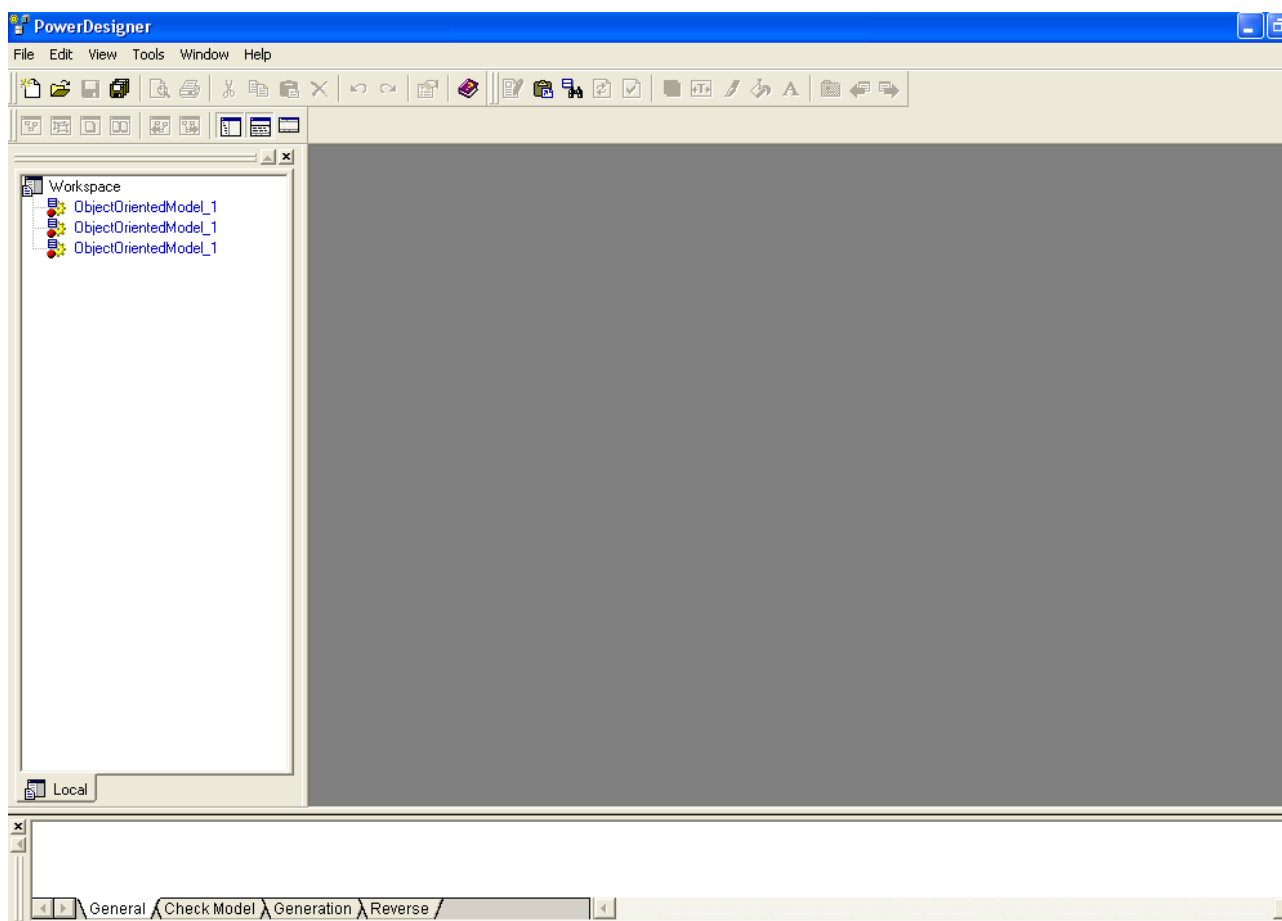 PowerDesigner
File Edit View Tools Window Help
Workspace
ObjectOrientedModel_1
ObjectOrientedModel_1
ObjectOrientedModel_1
Local
General Check Model Generation Reverse